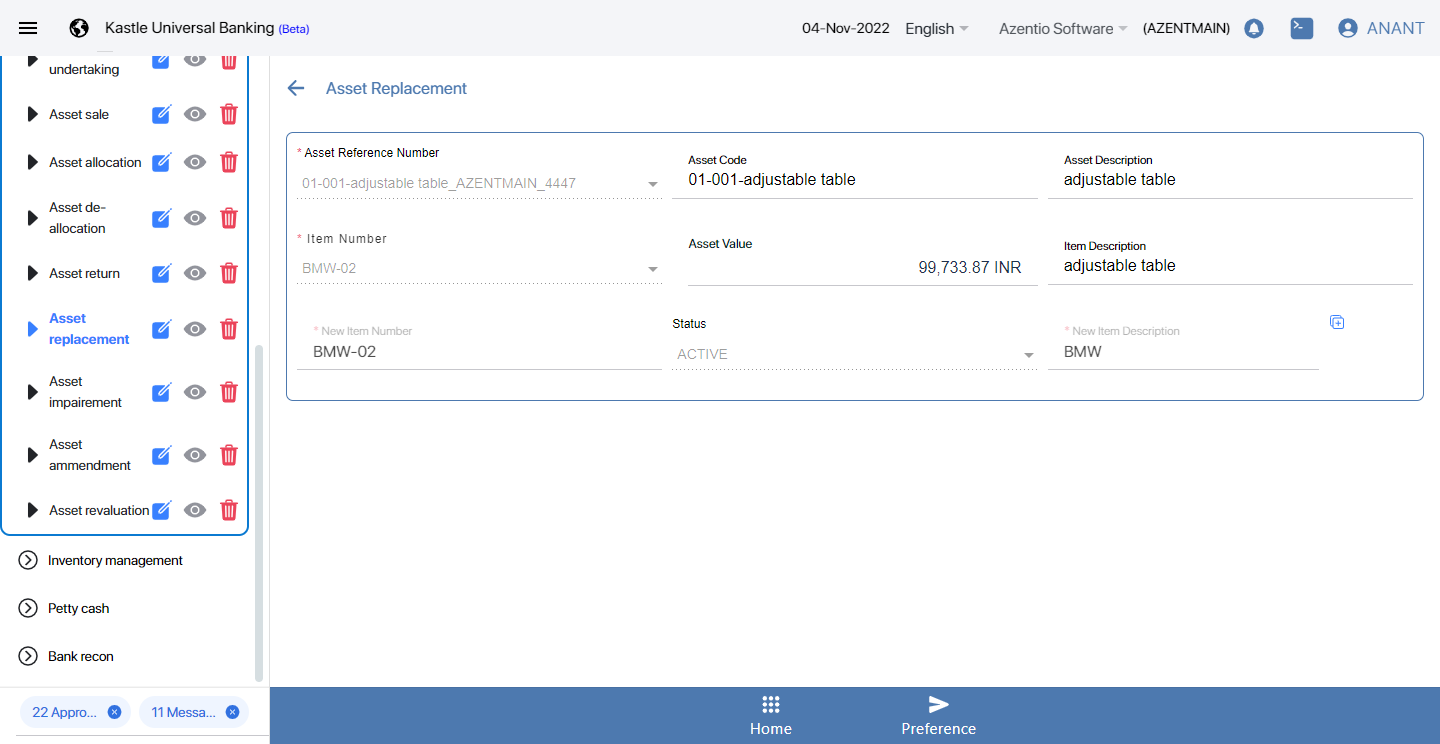 Kastle Universal Banking (Beta)
04-Nov-2022
English
Azentio Software
(AZENTMAIN)
ANANT
undertaking
Asset sale
Asset allocation
Asset de-
allocation
Asset return
Asset
replacement
Asset
impairement
Asset
ammendment
Asset revaluation
Inventory management
Petty cash
Bank recon
22 Appro...
11 Messa...
Asset Replacement
* Asset Reference Number
01-001-adjustable table_AZENTMAIN_4447
Asset Code
01-001-adjustable table
Asset Description
adjustable table
* Item Number
BMW-02
Asset Value
99,733.87 INR
Item Description
adjustable table
* New Item Number
BMW-02
Status
ACTIVE
* New Item Description
BMW
Home
Preference